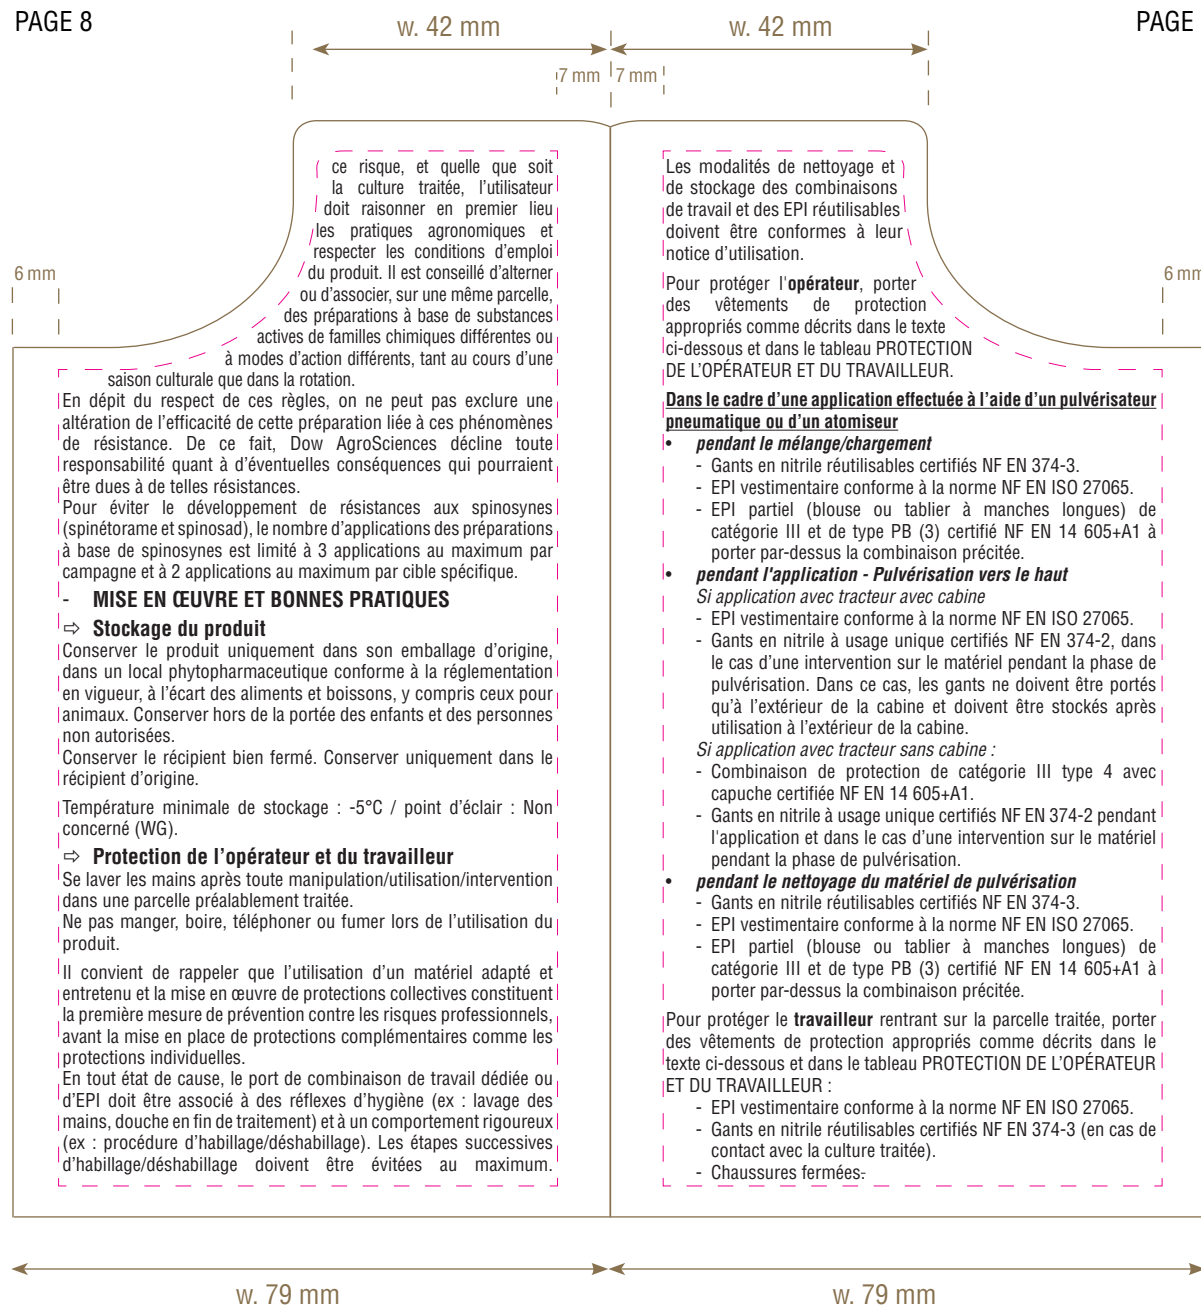 PAGE 8
PAGE
w. 42 mm
w. 42 mm
7 mm
7 mm
6 mm
6 mm
ce risque, et quelle que soit
la culture traitée, l’utilisateur
doit raisonner en premier lieu
les pratiques agronomiques et
respecter les conditions d’emploi
du produit. Il est conseillé d’alterner
ou d’associer, sur une même parcelle,
des préparations à base de substances
actives de familles chimiques différentes ou
à modes d’action différents, tant au cours d’une
saison culturale que dans la rotation.
En dépit du respect de ces règles, on ne peut pas exclure une
altération de l’efficacité de cette préparation liée à ces phénomènes
de résistance. De ce fait, Dow AgroSciences décline toute
responsabilité quant à d’éventuelles conséquences qui pourraient
être dues à de telles résistances.
Pour éviter le développement de résistances aux spinosynes
(spinétorame et spinosad), le nombre d’applications des préparations
à base de spinosynes est limité à 3 applications au maximum par
campagne et à 2 applications au maximum par cible spécifique.
- MISE EN ŒUVRE ET BONNES PRATIQUES
⇨ Stockage du produit
Conserver le produit uniquement dans son emballage d’origine,
dans un local phytopharmaceutique conforme à la réglementation
en vigueur, à l’écart des aliments et boissons, y compris ceux pour
animaux. Conserver hors de la portée des enfants et des personnes
non autorisées.
Conserver le récipient bien fermé. Conserver uniquement dans le
récipient d’origine.
Température minimale de stockage : -5°C / point d’éclair : Non
concerné (WG).
⇨ Protection de l’opérateur et du travailleur
Se laver les mains après toute manipulation/utilisation/intervention
dans une parcelle préalablement traitée.
Ne pas manger, boire, téléphoner ou fumer lors de l’utilisation du
produit.
Il convient de rappeler que l’utilisation d’un matériel adapté et
entretenu et la mise en œuvre de protections collectives constituent
la première mesure de prévention contre les risques professionnels,
avant la mise en place de protections complémentaires comme les
protections individuelles.
En tout état de cause, le port de combinaison de travail dédiée ou
d’EPI doit être associé à des réflexes d’hygiène (ex : lavage des
mains, douche en fin de traitement) et à un comportement rigoureux
(ex : procédure d’habillage/déshabillage). Les étapes successives
d’habillage/déshabillage doivent être évitées au maximum.
Les modalités de nettoyage et
de stockage des combinaisons
de travail et des EPI réutilisables
doivent être conformes à leur
notice d’utilisation.
Pour protéger l'opérateur, porter
des vêtements de protection
appropriés comme décrits dans le texte
ci-dessous et dans le tableau PROTECTION
DE L’OPÉRATEUR ET DU TRAVAILLEUR.
Dans le cadre d’une application effectuée à l’aide d’un pulvérisateur
pneumatique ou d’un atomiseur
• pendant le mélange/chargement
- Gants en nitrile réutilisables certifiés NF EN 374-3.
- EPI vestimentaire conforme à la norme NF EN ISO 27065.
- EPI partiel (blouse ou tablier à manches longues) de
catégorie III et de type PB (3) certifié NF EN 14 605+A1 à
porter par-dessus la combinaison précitée.
• pendant l'application - Pulvérisation vers le haut
Si application avec tracteur avec cabine
- EPI vestimentaire conforme à la norme NF EN ISO 27065.
- Gants en nitrile à usage unique certifiés NF EN 374-2, dans
le cas d’une intervention sur le matériel pendant la phase de
pulvérisation. Dans ce cas, les gants ne doivent être portés
qu’à l’extérieur de la cabine et doivent être stockés après
utilisation à l’extérieur de la cabine.
Si application avec tracteur sans cabine :
- Combinaison de protection de catégorie III type 4 avec
capuche certifiée NF EN 14 605+A1.
- Gants en nitrile à usage unique certifiés NF EN 374-2 pendant
l'application et dans le cas d’une intervention sur le matériel
pendant la phase de pulvérisation.
• pendant le nettoyage du matériel de pulvérisation
- Gants en nitrile réutilisables certifiés NF EN 374-3.
- EPI vestimentaire conforme à la norme NF EN ISO 27065.
- EPI partiel (blouse ou tablier à manches longues) de
catégorie III et de type PB (3) certifié NF EN 14 605+A1 à
porter par-dessus la combinaison précitée.
Pour protéger le travailleur rentrant sur la parcelle traitée, porter
des vêtements de protection appropriés comme décrits dans le
texte ci-dessous et dans le tableau PROTECTION DE L’OPÉRATEUR
ET DU TRAVAILLEUR :
- EPI vestimentaire conforme à la norme NF EN ISO 27065.
- Gants en nitrile réutilisables certifiés NF EN 374-3 (en cas de
contact avec la culture traitée).
- Chaussures fermées.
w. 79 mm
w. 79 mm